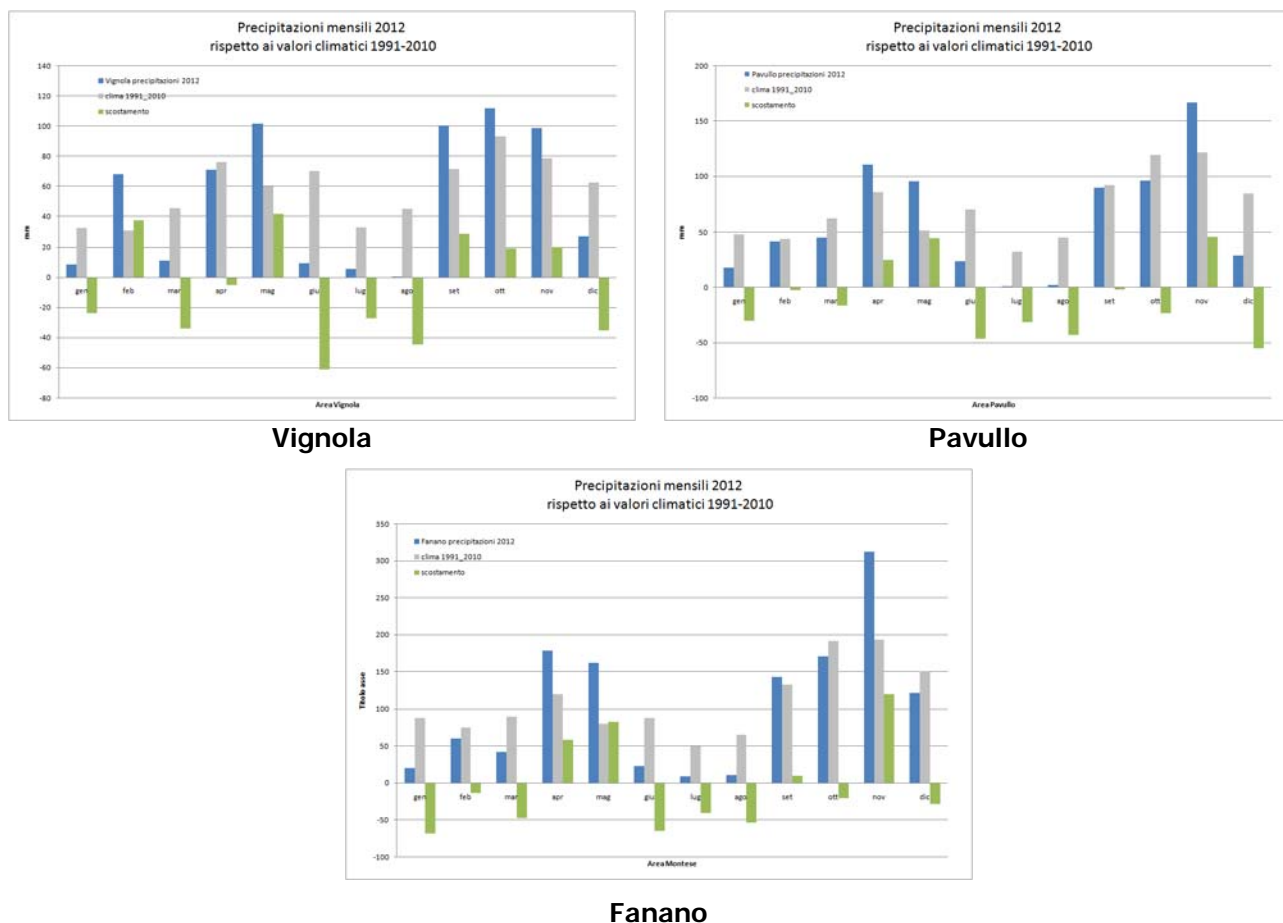 Precipitazioni mensili 2012
rispetto ai valori climatici 1991-2010
140
120
100
80
60
40
20
0
-20
-40
-60
-80
mm
Vignola precipitazioni 2012
clima 1991_2010
scostamento
gen feb mar apr mag giu lug ago set ott nov dic
Area Vignola
Vignola
Precipitazioni mensili 2012
rispetto ai valori climatici 1991-2010
200
150
100
50
0
-50
-100
mm
Pavullo precipitazioni 2012
clima 1991_2010
scostamento
gen feb mar apr mag giu lug ago set ott nov dic
Area Pavullo
Pavullo
Precipitazioni mensili 2012
rispetto ai valori climatici 1991-2010
350
300
250
200
150
100
50
0
-50
-100
Titolo asse
Fanano precipitazioni 2012
clima 1991_2010
scostamento
gen feb mar apr mag giu lug ago set ott nov dic
Area Montese
Fanano